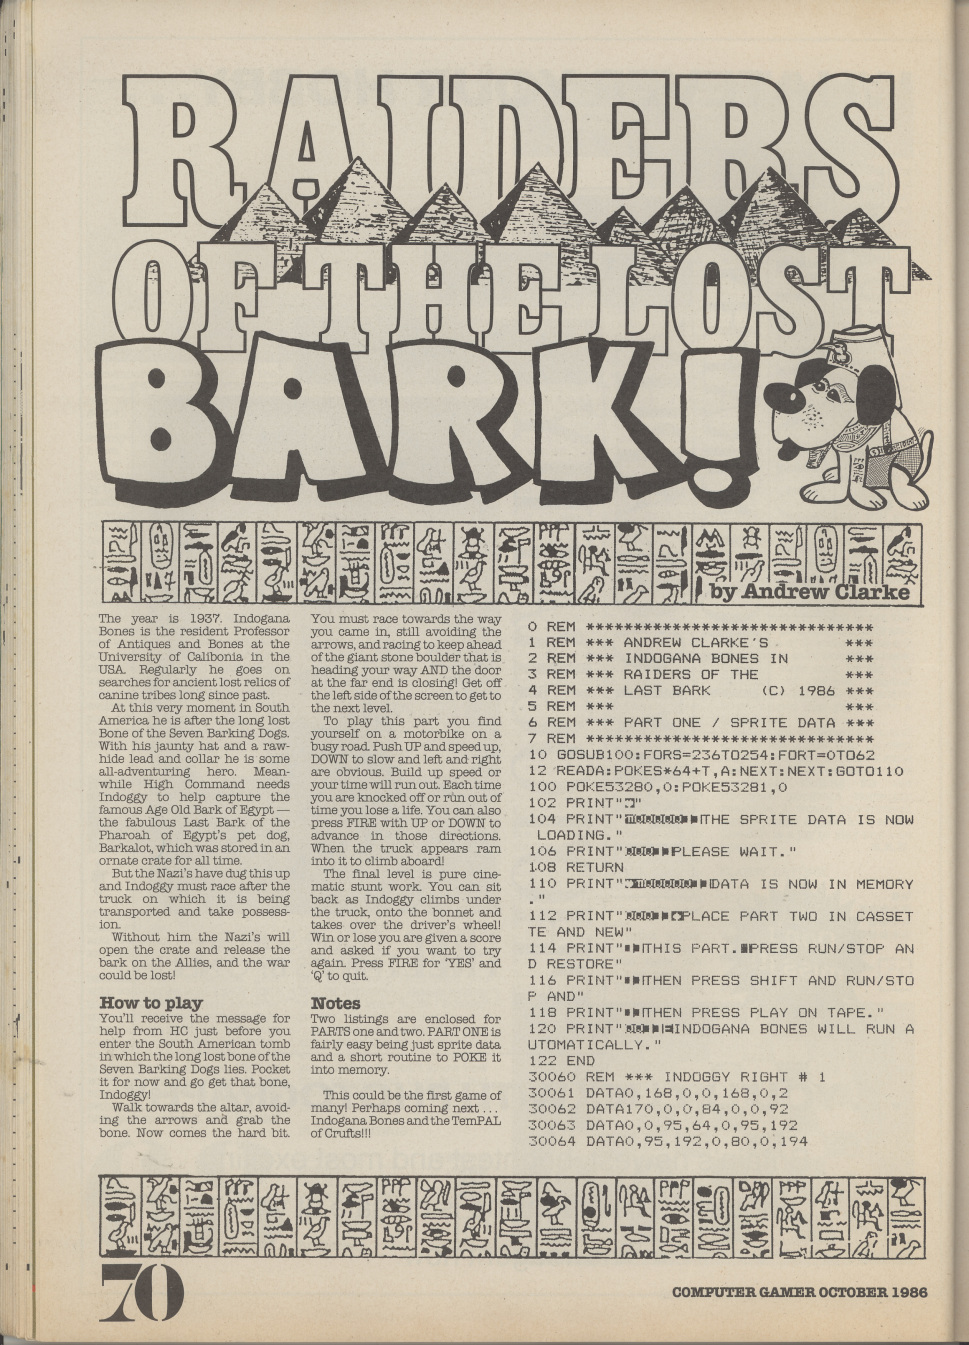 RAIDERS
OF THE LOST
BARK!
by Andrew Clarke
The year is 1937. Indogana
Bones is the resident Professor
of Antiques and Bones at the
University of Calibonia in the
USA. Regularly he goes on
searches for ancient lost relics of
canine tribes long since past.
At this very moment in South
America he is after the long lost
Bone of the Seven Barking Dogs.
With his jaunty hat and a raw-
hide lead and collar he is some
all-adventuring hero. Mean-
while High Command needs
Indoggy to help capture the
famous Age Old Bark of Egypt —
the fabulous Last Bark of the
Pharoah of Egypt's pet dog,
Barkalot, which was stored in an
ornate crate for all time.
But the Nazi's have dug this up
and Indoggy must race after the
truck on which it is being
transported and take possess-
ion.
Without him the Nazi's will
open the crate and release the
bark on the Allies, and the war
could be lost!
How to play
You'll receive the message for
help from HC just before you
enter the South American tomb
in which the long lost bone of the
Seven Barking Dogs lies. Pocket
it for now and go get that bone,
Indoggy!
Walk towards the altar, avoid-
ing the arrows and grab the
bone. Now comes the hard bit.
You must race towards the way
you came in, still avoiding the
arrows, and racing to keep ahead
of the giant stone boulder that is
heading your way AND the door
at the far end is closing! Get off
the left side of the screen to get to
the next level.
To play this part you find
yourself on a motorbike on a
busy road. Push UP and speed up,
DOWN to slow and left and right
are obvious. Build up speed or
your time will run out. Each time
you are knocked off or run out of
time you lose a life. You can also
press FIRE with UP or DOWN to
advance in those directions.
When the truck appears ram
into it to climb aboard!
The final level is pure cine-
matic stunt work. You can sit
back as Indoggy climbs under
the truck, onto the bonnet and
takes over the driver's wheel!
Win or lose you are given a score
and asked if you want to try
again. Press FIRE for 'YES' and
'Q' to quit.
Notes
Two listings are enclosed for
PARTS one and two. PART ONE is
fairly easy being just sprite data
and a short routine to POKE it
into memory.
This could be the first game of
many! Perhaps coming next ...
Indogana Bones and the TemPAL
of Crufts!!!
0 REM ****************************
1 REM *** ANDREW CLARKE'S ***
2 REM *** INDOGANA BONES IN ***
3 REM *** RAIDERS OF THE ***
4 REM *** LAST BARK (C) 1986 ***
5 REM *** ***
6 REM *** PART ONE / SPRITE DATA ***
7 REM ****************************
10 GOSUB100:FORS=236TO254:FORT=0TO62
12 READA:POKES*64+T,A:NEXT:NEXT:GOTO110
100 POKE53280,0:POKE53281,0
102 PRINT""
104 PRINT"THE SPRITE DATA IS NOW
LOADING."
106 PRINT"PLEASE WAIT."
108 RETURN
110 PRINT"DATA IS NOW IN MEMORY
."
112 PRINT"PLACE PART TWO IN CASSET
TE AND NEW"
114 PRINT"THIS PART.PRESS RUN/STOP AN
D RESTORE"
116 PRINT"THEN PRESS SHIFT AND RUN/STO
P AND"
118 PRINT"THEN PRESS PLAY ON TAPE."
120 PRINT"INDOGANA BONES WILL RUN A
UTOMATICALLY."
122 END
30060 REM *** INDOGGY RIGHT # 1
30061 DATA0,168,0,0,168,0,2
30062 DATA170,0,0,84,0,0,92
30063 DATA0,0,95,64,0,95,192
30064 DATA0,95,192,0,80,0,194
70
COMPUTER GAMER OCTOBER 1986